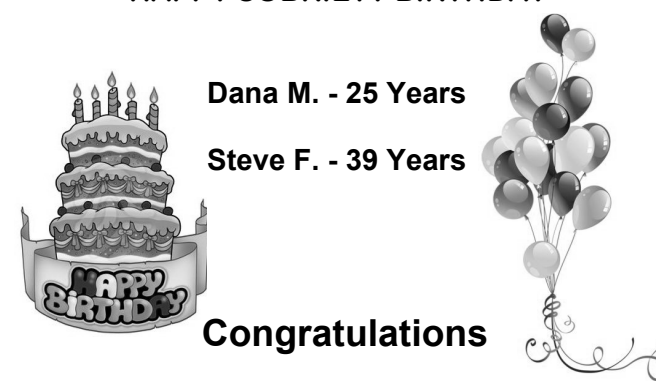 Dana M. - 25 Years
Steve F. - 39 Years
HAPPY
BIRTHDAY
Congratulations